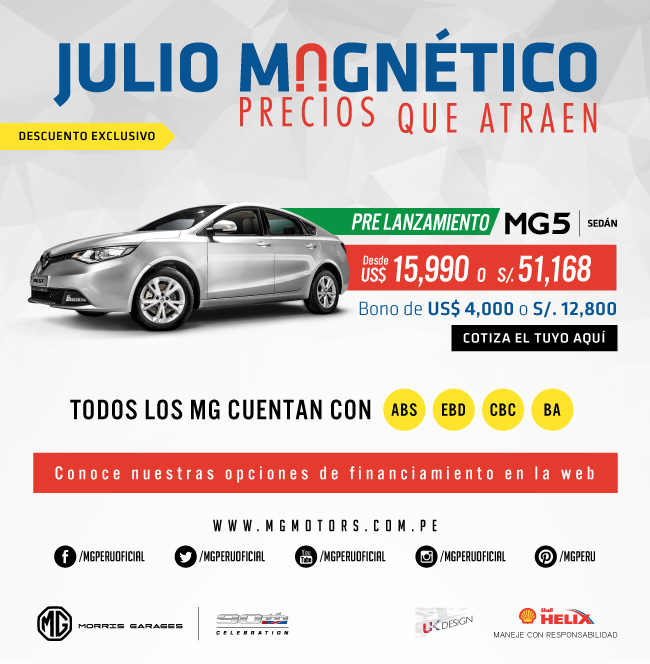 JULIO MAGNÉTICO
PRECIOS QUE ATRAEN
DESCUENTO EXCLUSIVO
PRE LANZAMIENTO MG5 SEDÁN
Desde US$ 15,990 O S/. 51,168
Bono de US$ 4,000 o S/. 12,800
COTIZA EL TUYO AQUÍ
TODOS LOS MG CUENTAN CON ABS EBD CBC BA
Conoce nuestras opciones de financiamiento en la web
WWW.MGMOTORS.COM.PE
/MGPERUOFICIAL /MGPERUOFICIAL You Tube /MGPERUOFICIAL /MGPERUOFICIAL /MGPERU
MG MORRIS GARAGES 90th CELEBRATION UK DESIGN Shell HELIX
MANEJE CON RESPONSABILIDAD